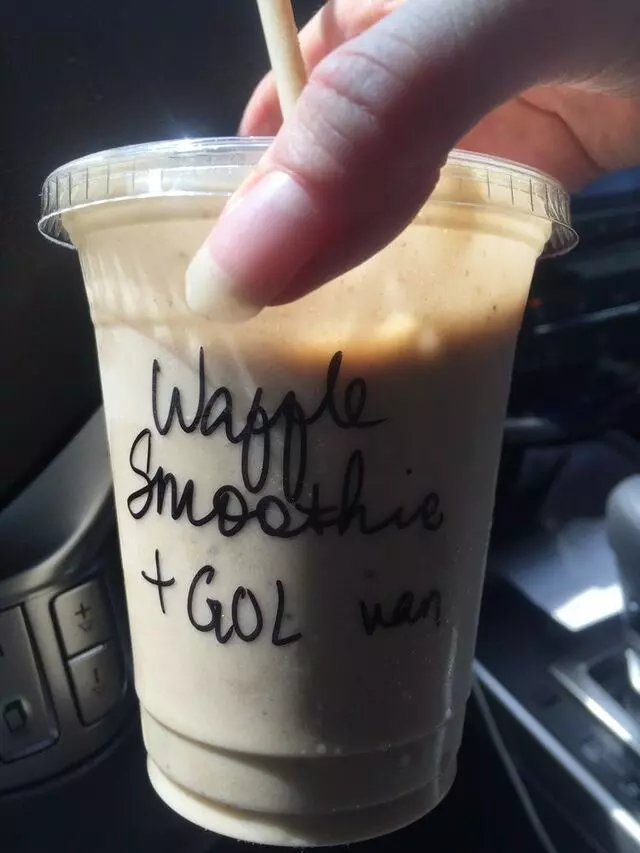 Waffle
Smoothie
+ GOL van